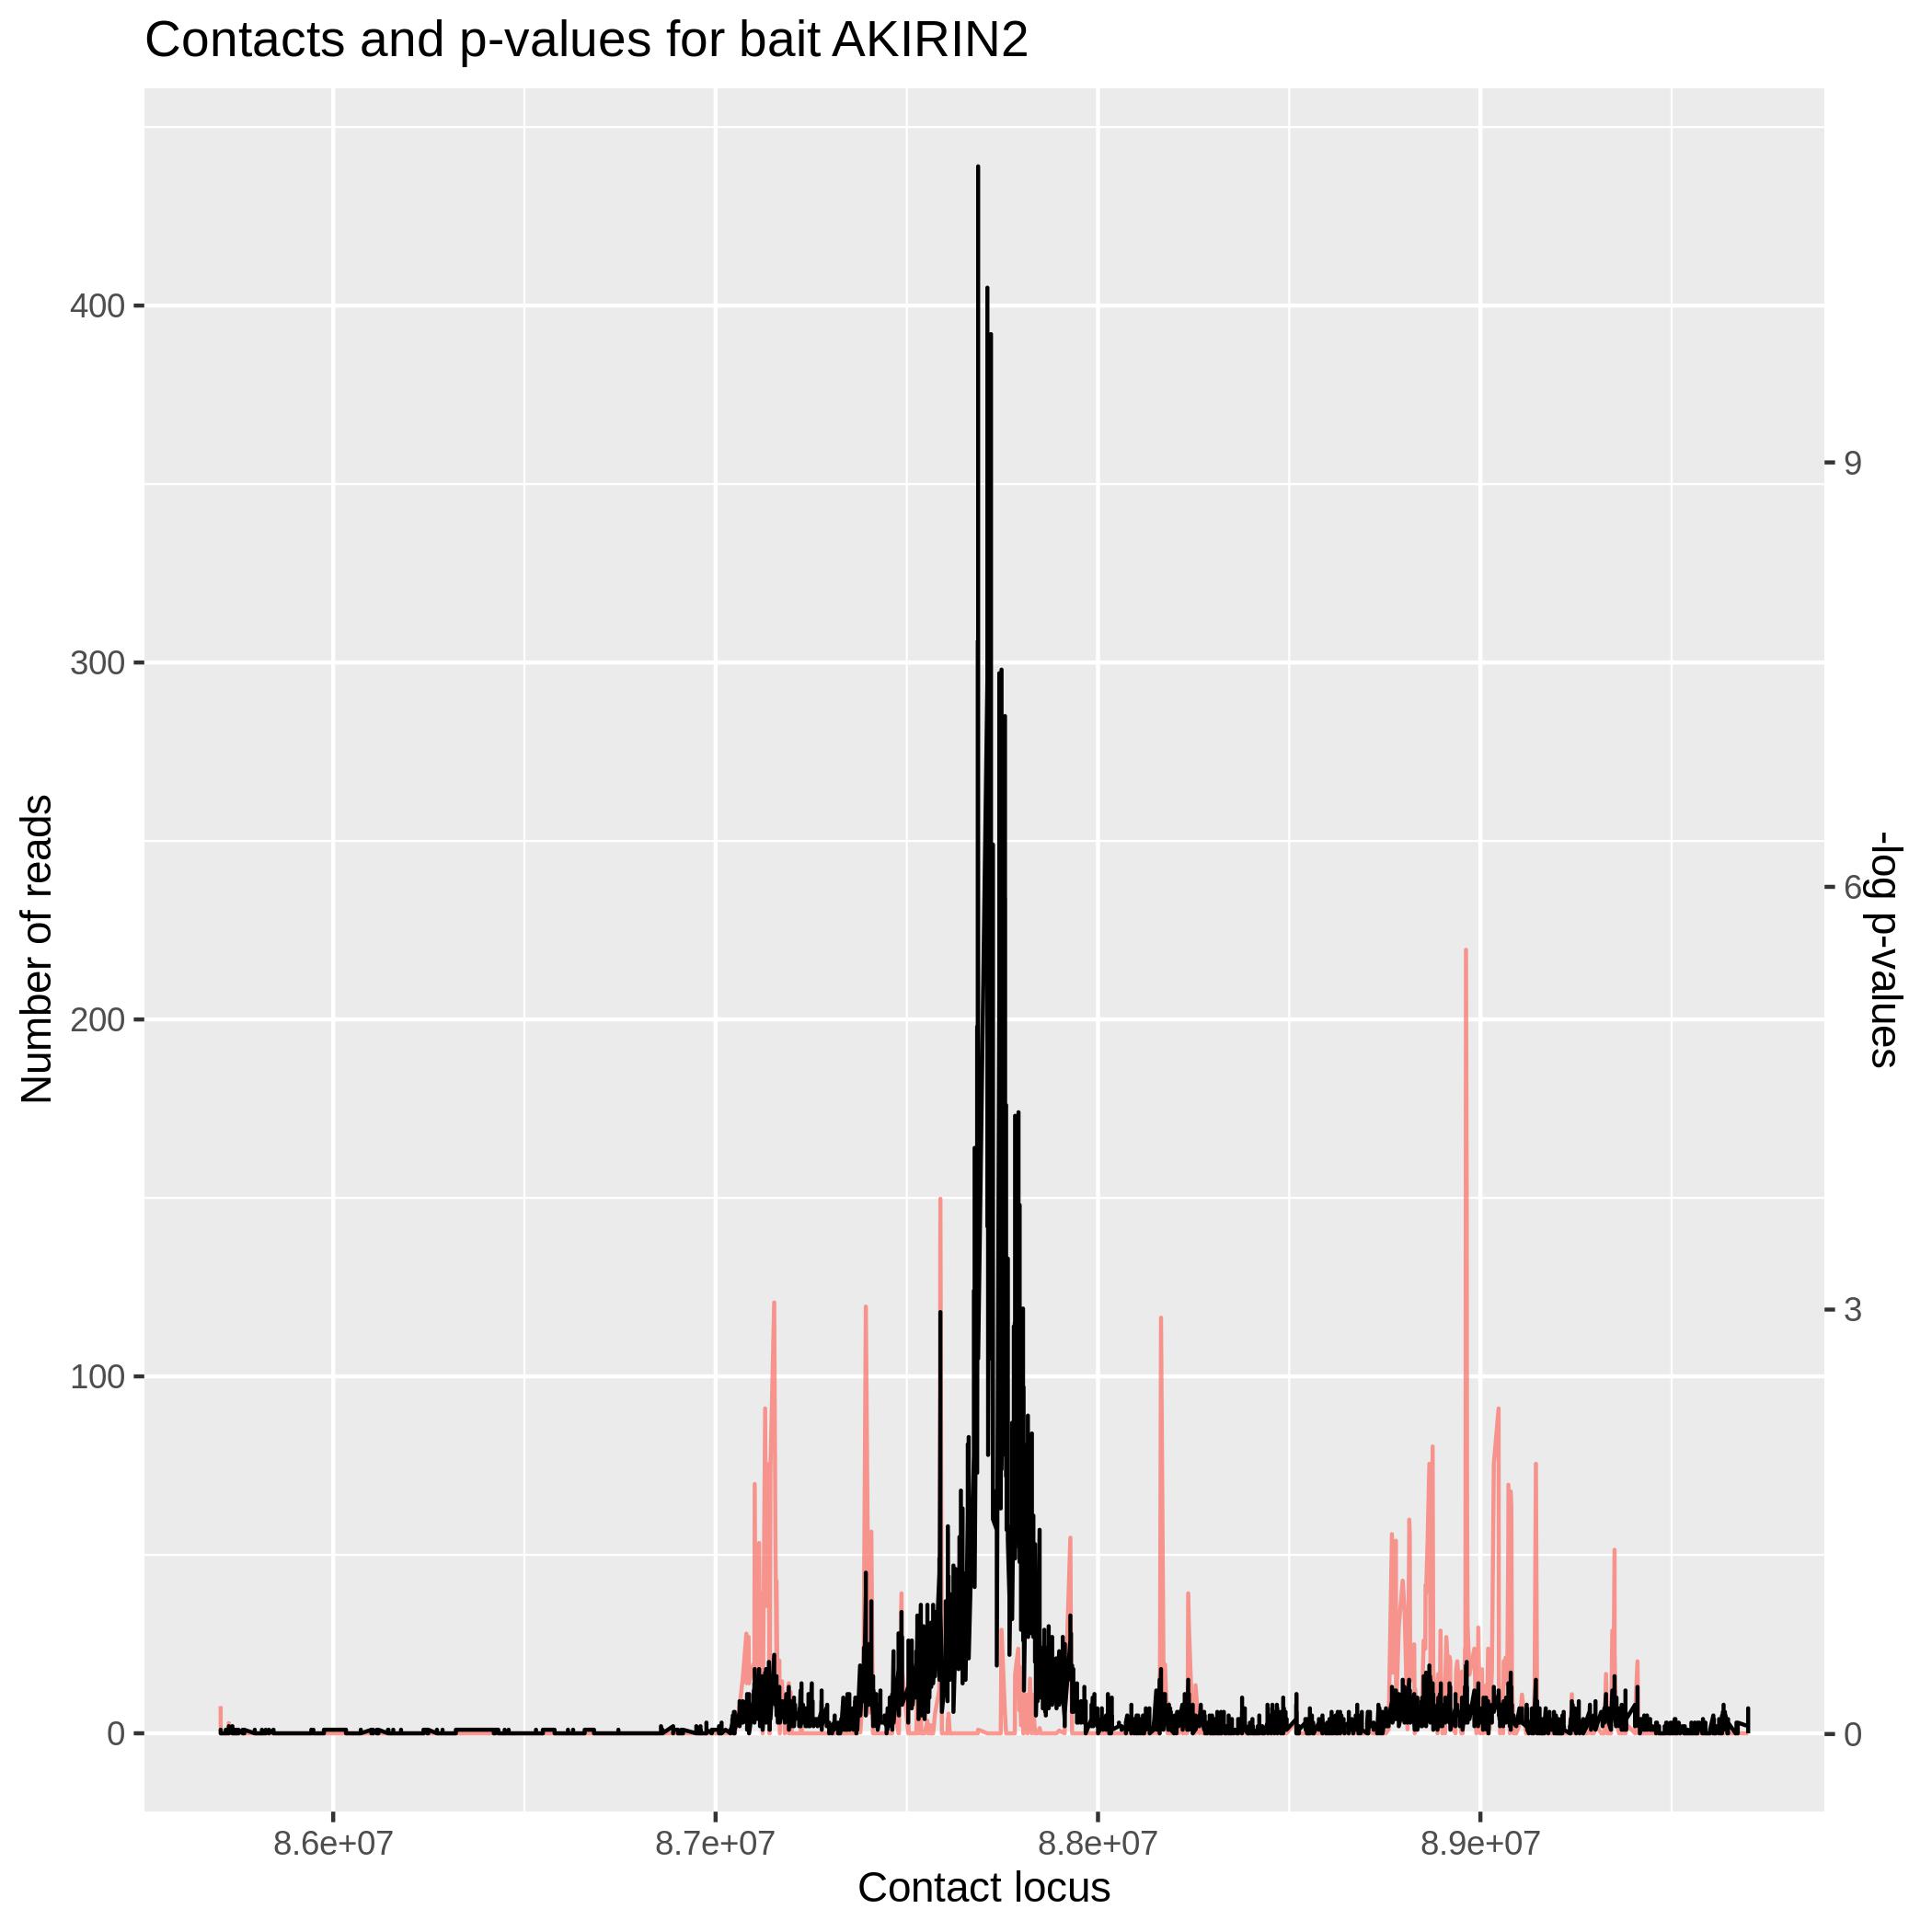 Contacts and p-values for bait AKIRIN2
Number of reads
400
300
200
100
0
9
6
3
0
-log p-values
8.6e+07
8.7e+07
8.8e+07
8.9e+07
Contact locus